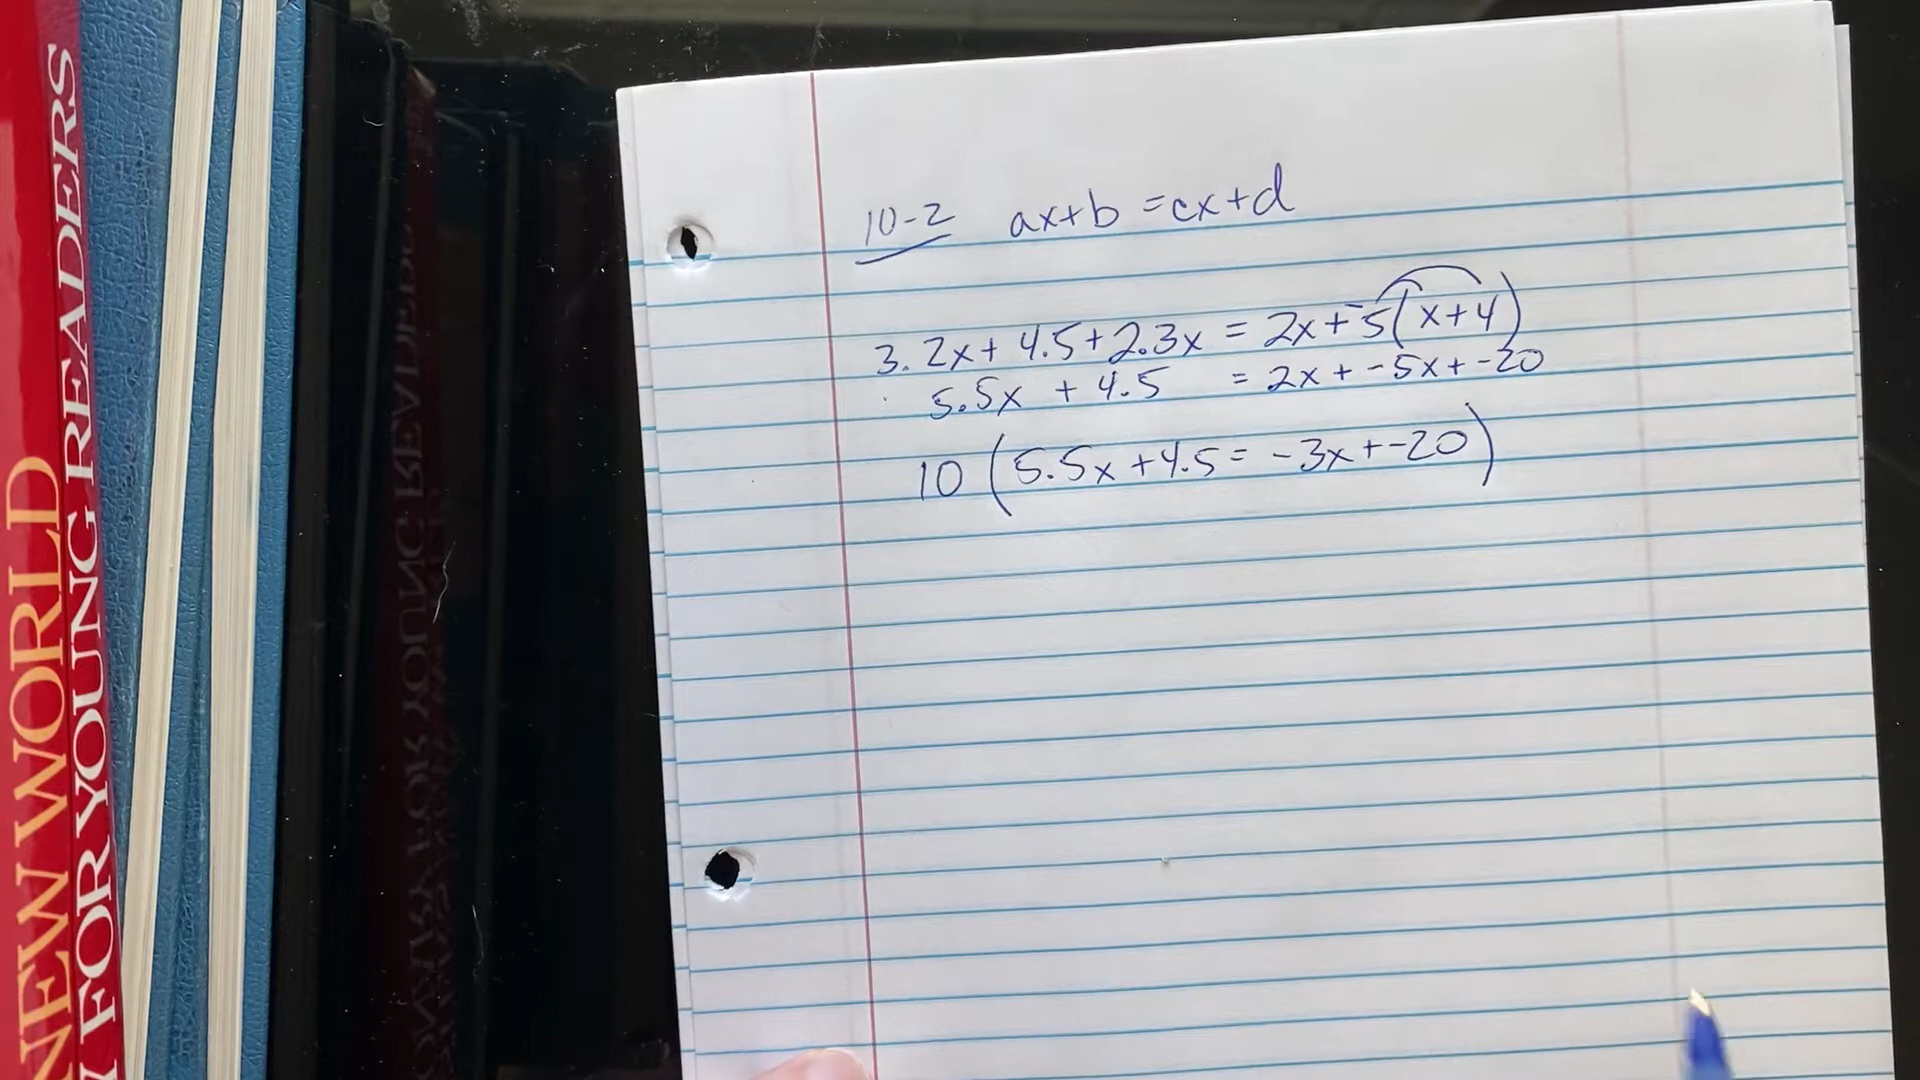 NEW WORLD
FOR YOUNG READERS
10-2 ax+b =cx+d
3.2x+4.5+2.3x = 2x+-5(x+4)
5.5x + 4.5 = 2x+-5x+-20
10 (5.5x+4.5= -3x+-20)